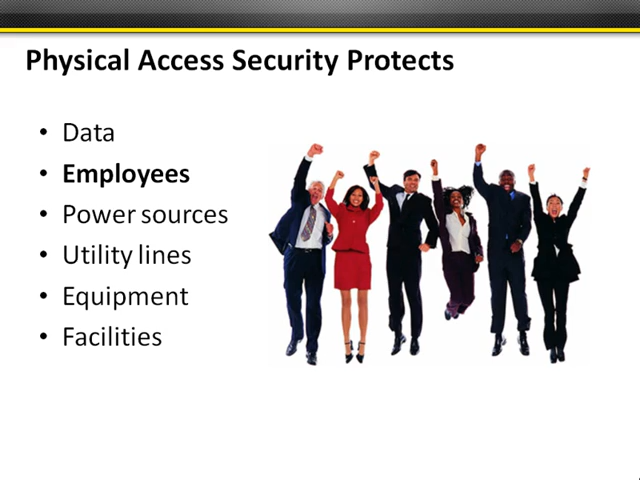 Physical Access Security Protects
• Data
• Employees
• Power sources
• Utility lines
• Equipment
• Facilities